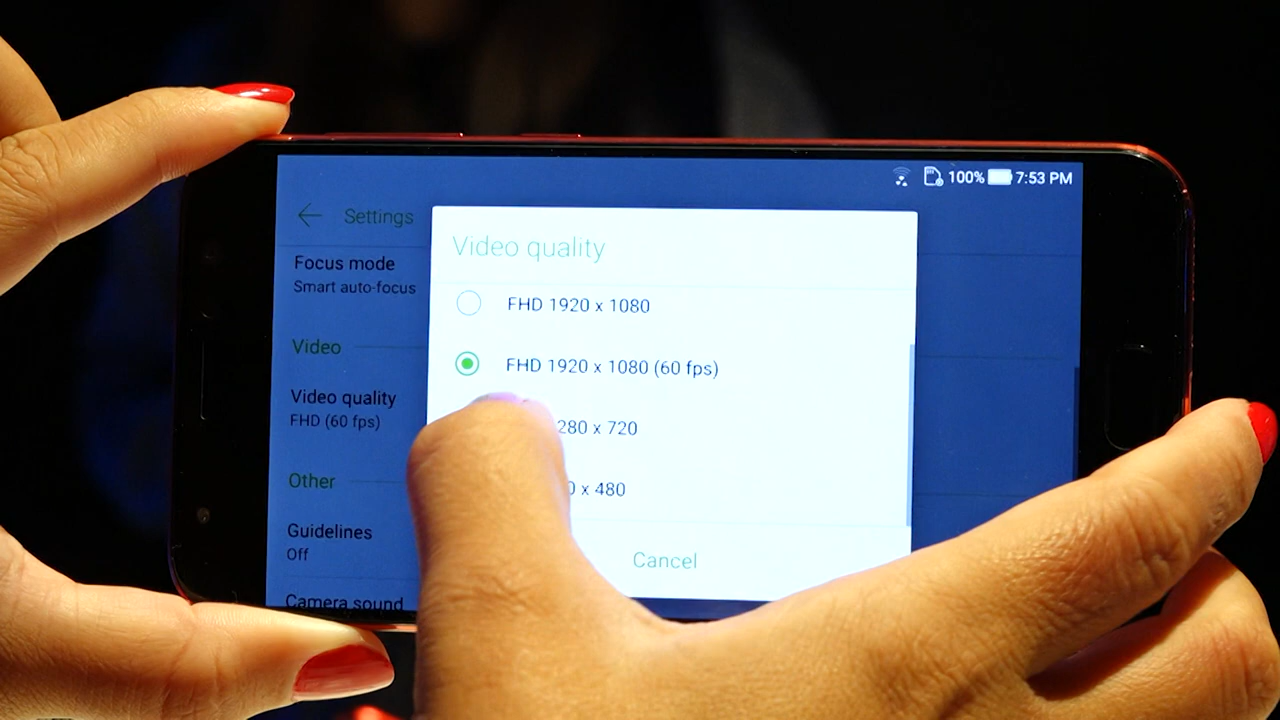 100% 7:53 PM
Settings
Focus mode
Smart auto-focus
Video
Video quality
FHD (60 fps)
Other
Guidelines
Off
Camera sound
Video quality
FHD 1920 x 1080
FHD 1920 x 1080 (60 fps)
280 x 720
0 x 480
Cancel